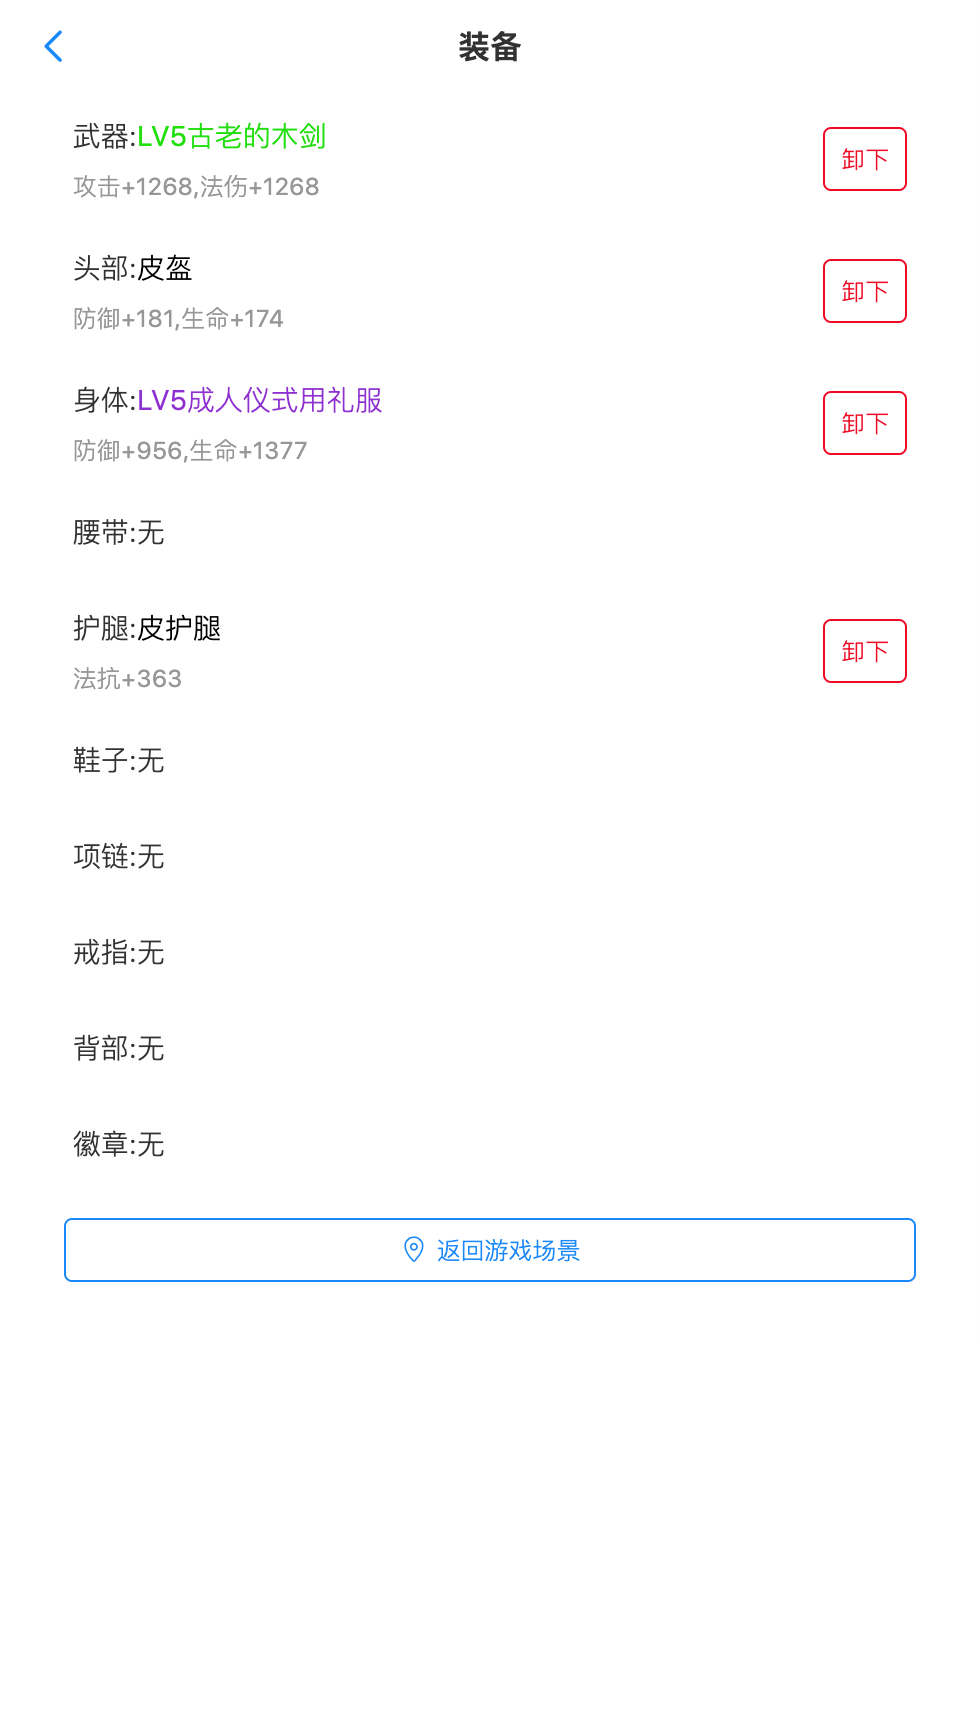 装备
武器:LV5古老的木剑
攻击+1268,法伤+1268
卸下
头部:皮盔
防御+181,生命+174
卸下
身体:LV5成人仪式用礼服
防御+956,生命+1377
卸下
腰带:无
护腿:皮护腿
法抗+363
卸下
鞋子:无
项链:无
戒指:无
背部:无
徽章:无
返回游戏场景